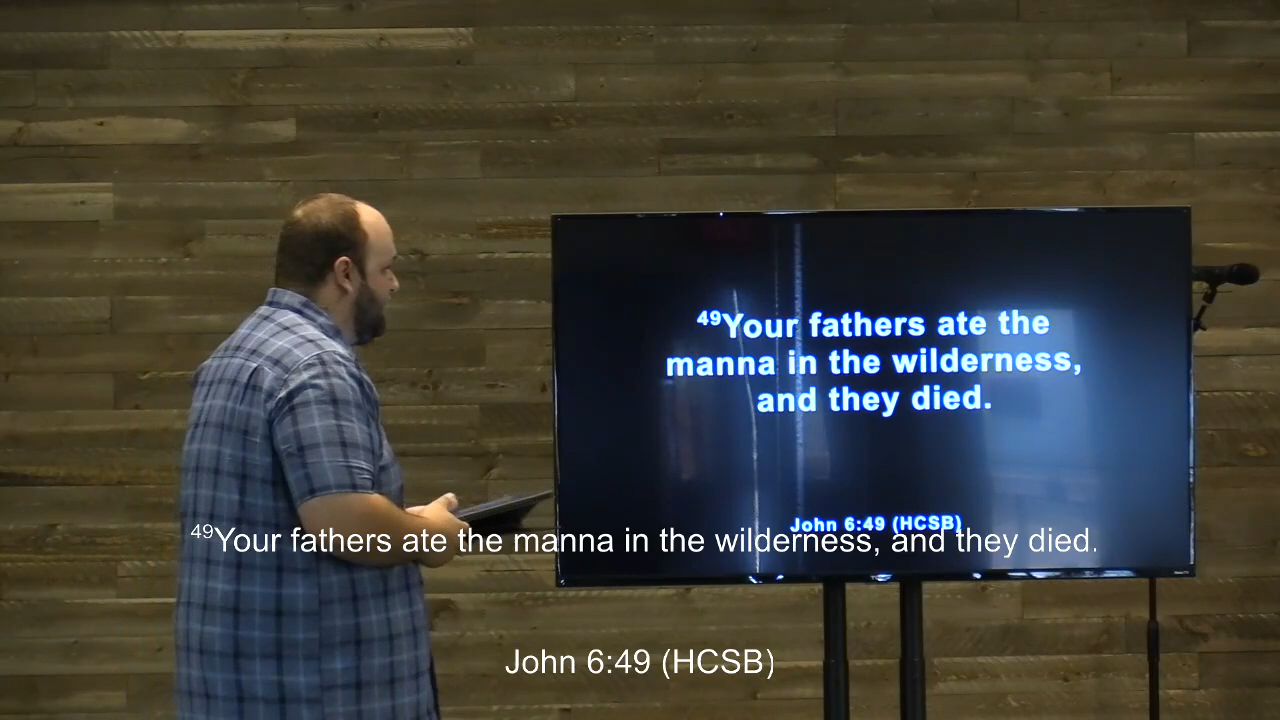 ⁴⁹Your fathers ate the
manna in the wilderness,
and they died.
John 6:49 (HCSB)
⁴⁹Your fathers ate the manna in the wilderness, and they died.
John 6:49 (HCSB)